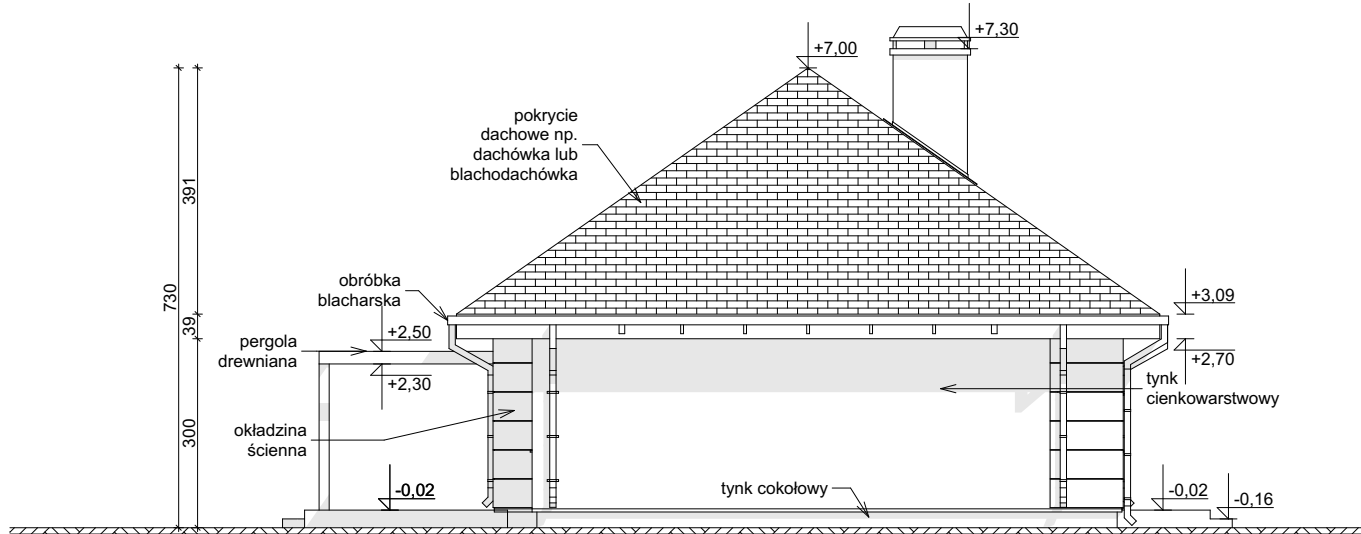 +7,30
+7,00
pokrycie
dachowe np.
dachówka lub
blachodachówka
391
obróbka
blacharska
730
39
+3,09
pergola
drewniana
+2,50
+2,30
+2,70
tynk
cienkowarstwowy
okładzina
ścienna
300
tynk cokołowy
-0,02
-0,02
-0,16